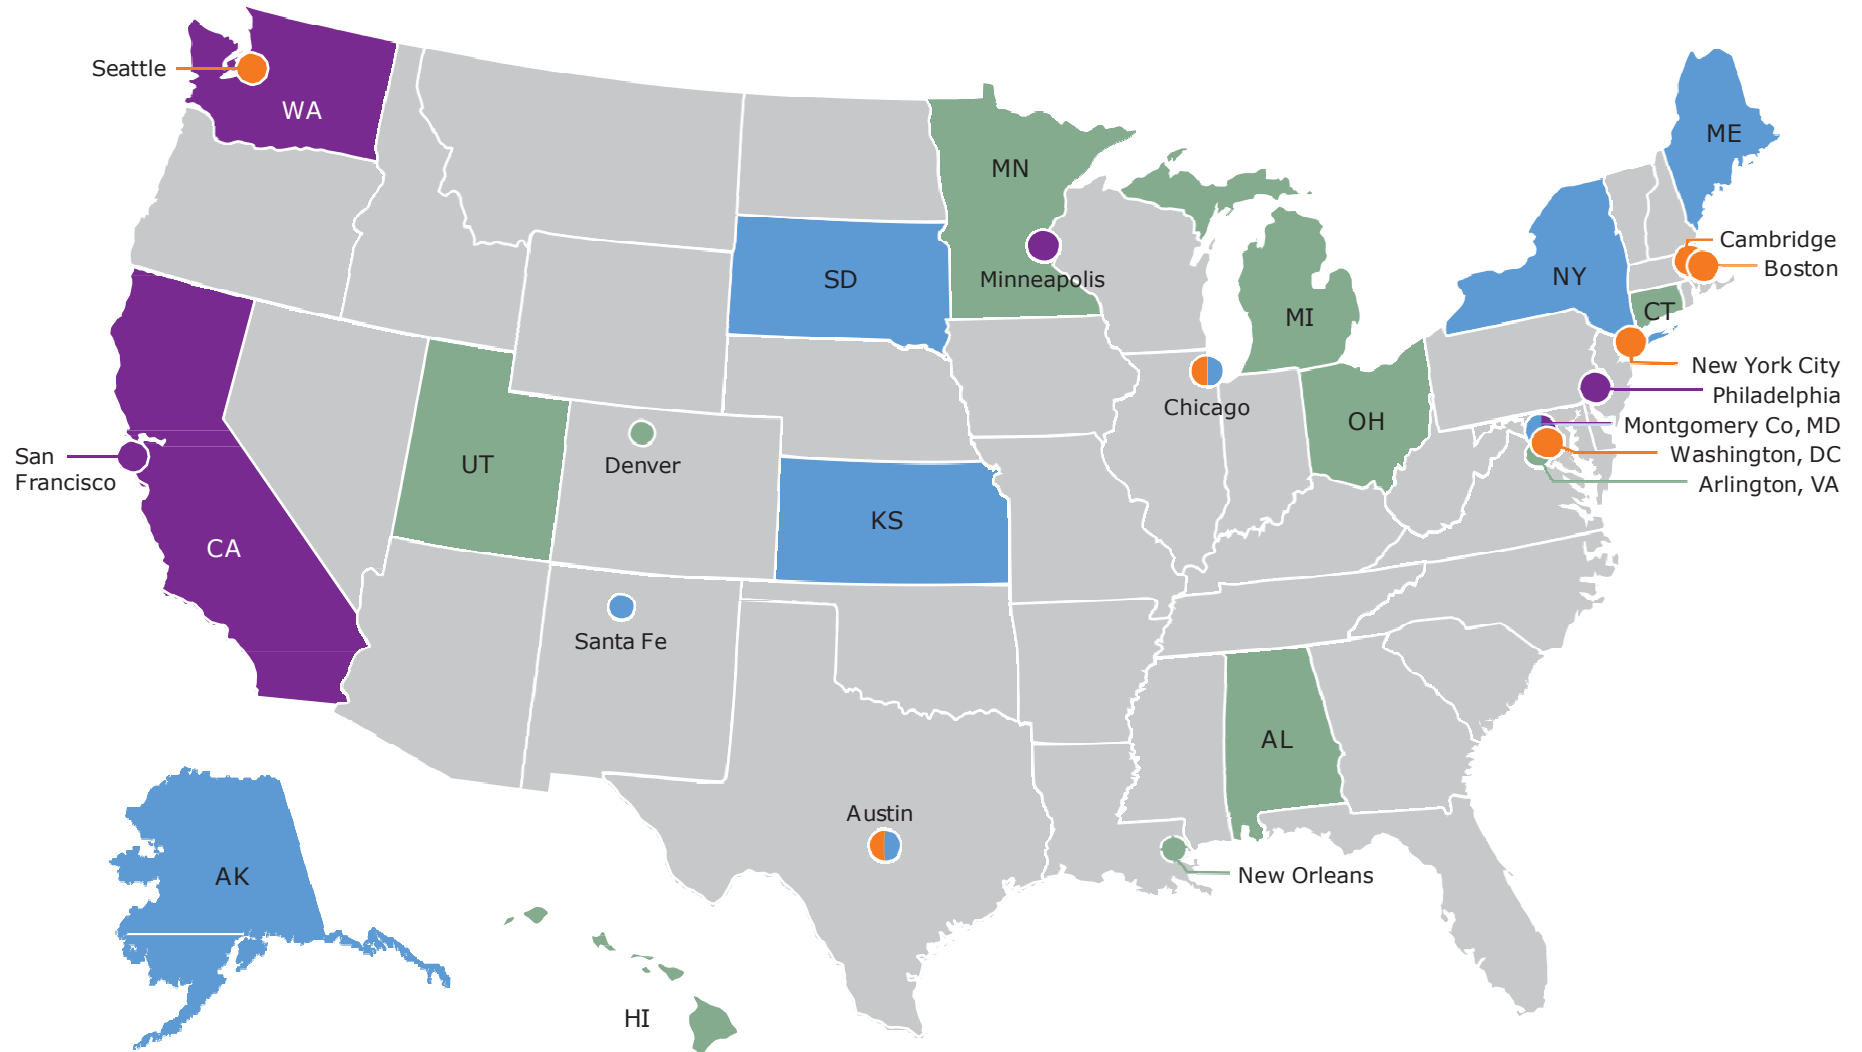 Seattle
WA
ME
MN
Cambridge
Boston
SD
Minneapolis
NY
MI
CT
New York City
Philadelphia
Chicago
OH
Montgomery Co, MD
Washington, DC
Arlington, VA
San
Francisco
UT
Denver
KS
CA
Santa Fe
AL
Austin
AK
New Orleans
HI